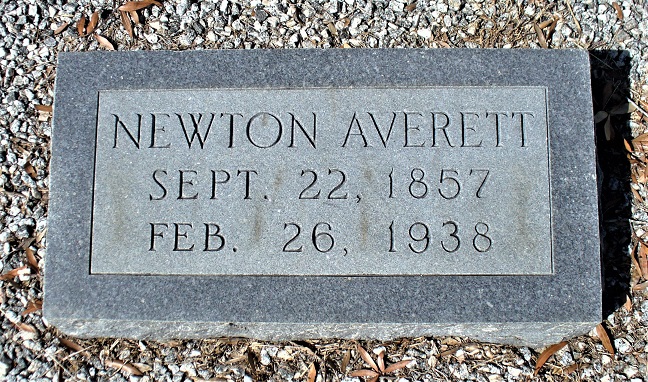 NEWTON AVERETT
SEPT. 22, 1857
FEB. 26, 1938